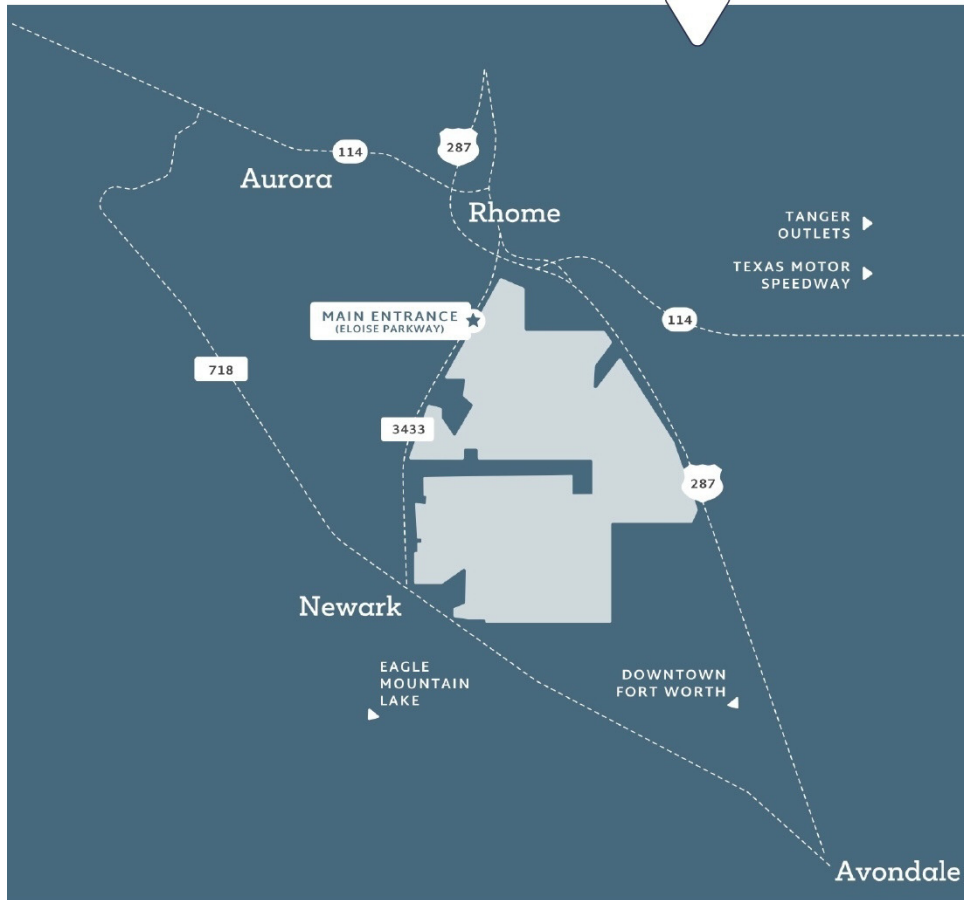 114
287
Aurora
Rhome
TANGER
OUTLETS
TEXAS MOTOR
SPEEDWAY
MAIN ENTRANCE
(ELOISE PARKWAY)
114
718
3433
287
Newark
EAGLE
MOUNTAIN
LAKE
DOWNTOWN
FORT WORTH
Avondale